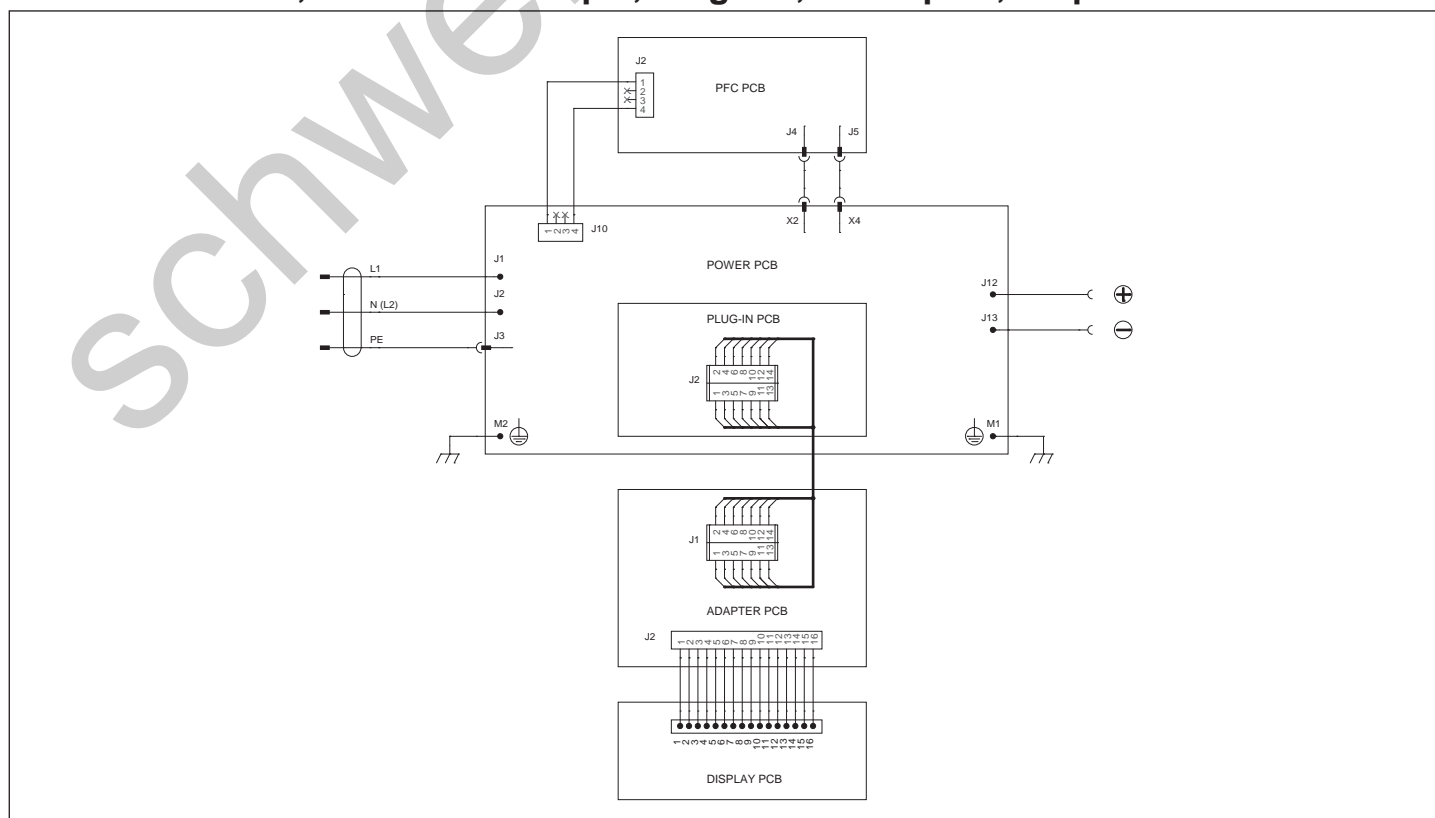 J2
1
2
3
4
PFC PCB
J4 J5
X2 X4
1 2 3 4
J10
POWER PCB
L1
J1
N (L2)
J2
PE
J3
J12
J13
PLUG-IN PCB
J2
2 4 6 8 10 12 14
1 3 5 7 9 11 13
M2
M1
J1
2 4 6 8 10 12 14
1 3 5 7 9 11 13
ADAPTER PCB
J2
1 2 3 4 5 6 7 8 9 10 11 12 13 14 15 16
1 2 3 4 5 6 7 8 9 10 11 12 13 14 15 16
DISPLAY PCB
schwe